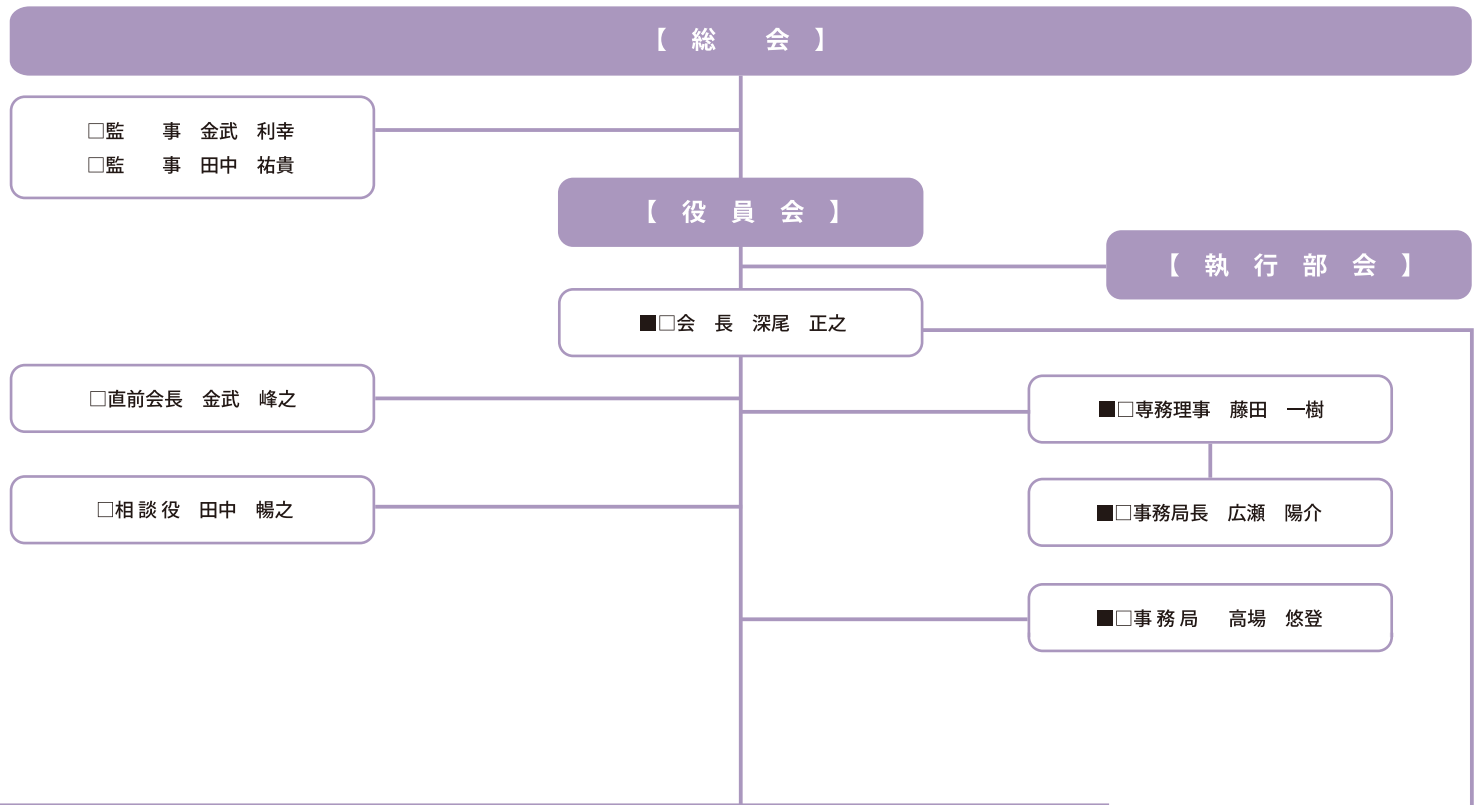 【　総　　会　】
□監　　事　金武　利幸
□監　　事　田中　祐貴
【　役　員　会　】
【　執　行　部　会　】
■□会　長　深尾　正之
□直前会長　金武　峰之
■□専務理事　藤田　一樹
□相 談 役　田中　暢之
■□事務局長　広瀬　陽介
■□事 務 局　高場　悠登